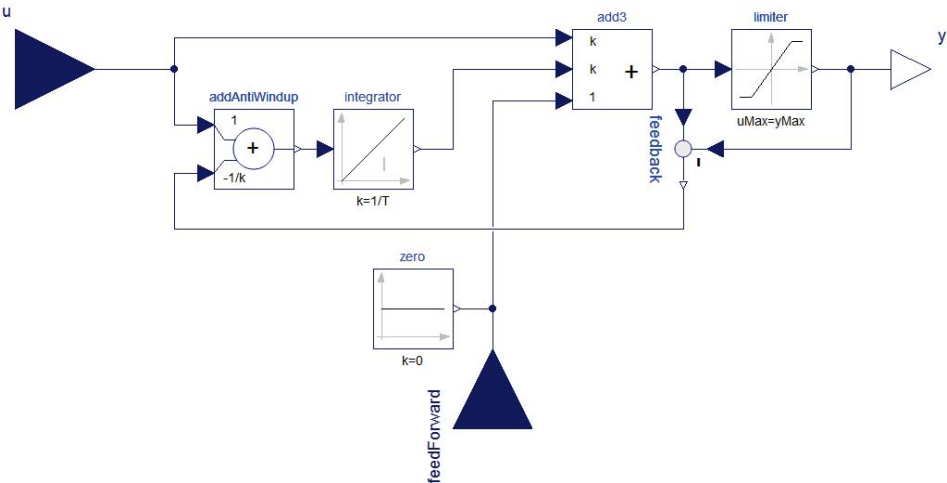 u
add3
limiter
y
k
k
+
1
uMax=yMax
addAntiWindup
integrator
1
+
-1/k
I
k=1/T
feedback
-
zero
k=0
feedForward